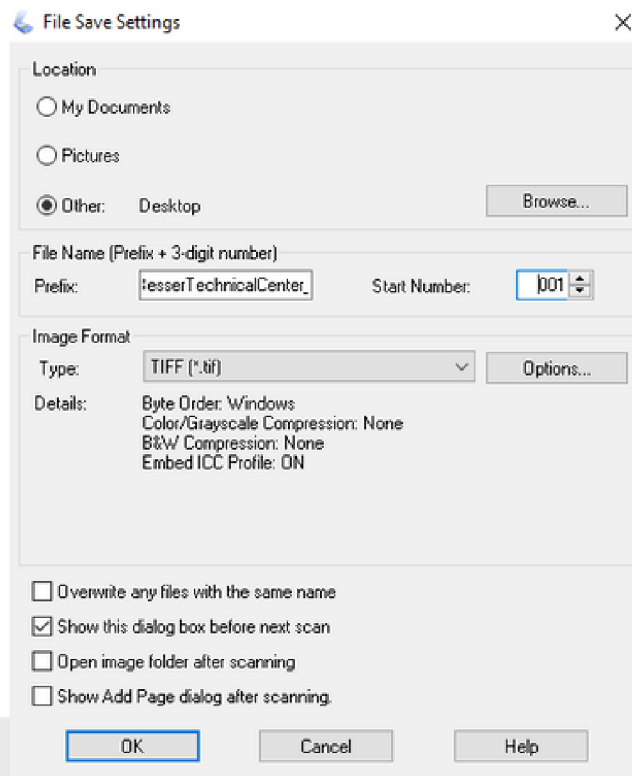 File Save Settings
Location
My Documents
Pictures
Other: Desktop Browse...
File Name (Prefix + 3-digit number)
Prefix: esserTechnicalCenter_ Start Number: 001
Image Format
Type: TIFF (*.tif) Options...
Details: Byte Order: Windows
Color/Grayscale Compression: None
B&W Compression: None
Embed ICC Profile: ON
Overwrite any files with the same name
Show this dialog box before next scan
Open image folder after scanning
Show Add Page dialog after scanning.
OK Cancel Help